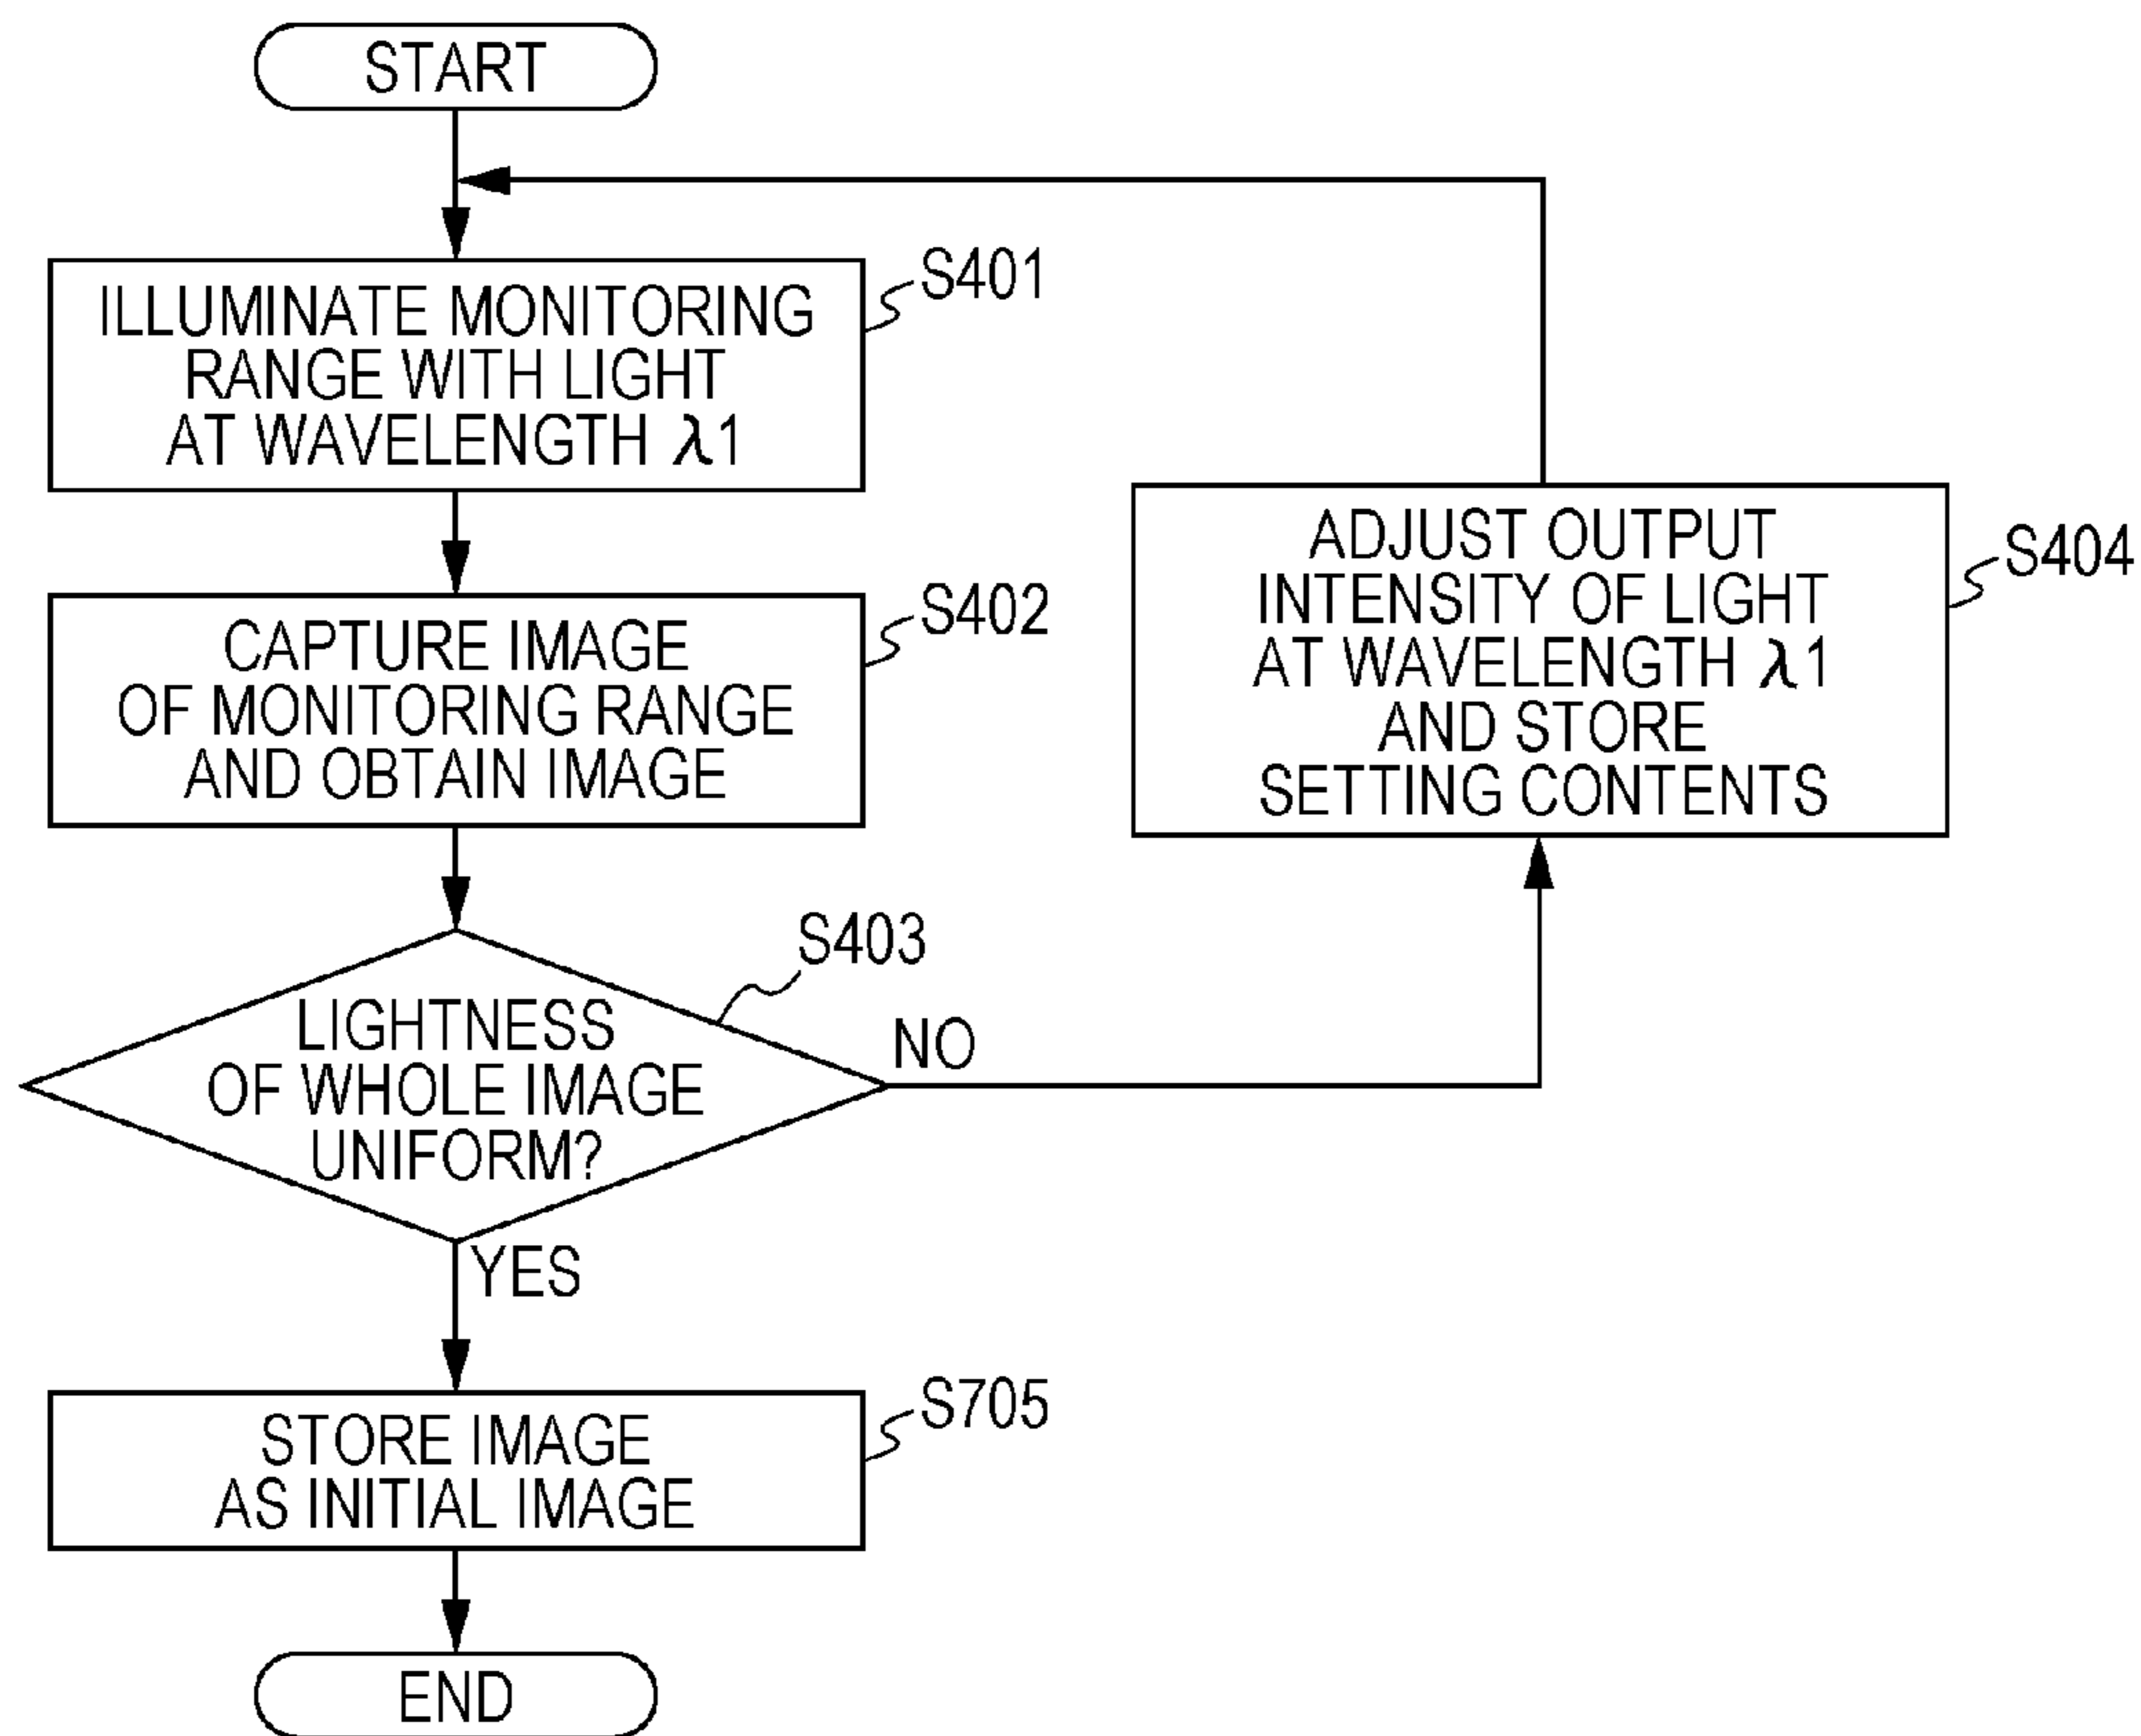 START
ILLUMINATE MONITORING
RANGE WITH LIGHT
AT WAVELENGTH λ1
S401
CAPTURE IMAGE
OF MONITORING RANGE
AND OBTAIN IMAGE
S402
LIGHTNESS
OF WHOLE IMAGE
UNIFORM?
S403
NO
ADJUST OUTPUT
INTENSITY OF LIGHT
AT WAVELENGTH λ1
AND STORE
SETTING CONTENTS
S404
YES
STORE IMAGE
AS INITIAL IMAGE
S705
END